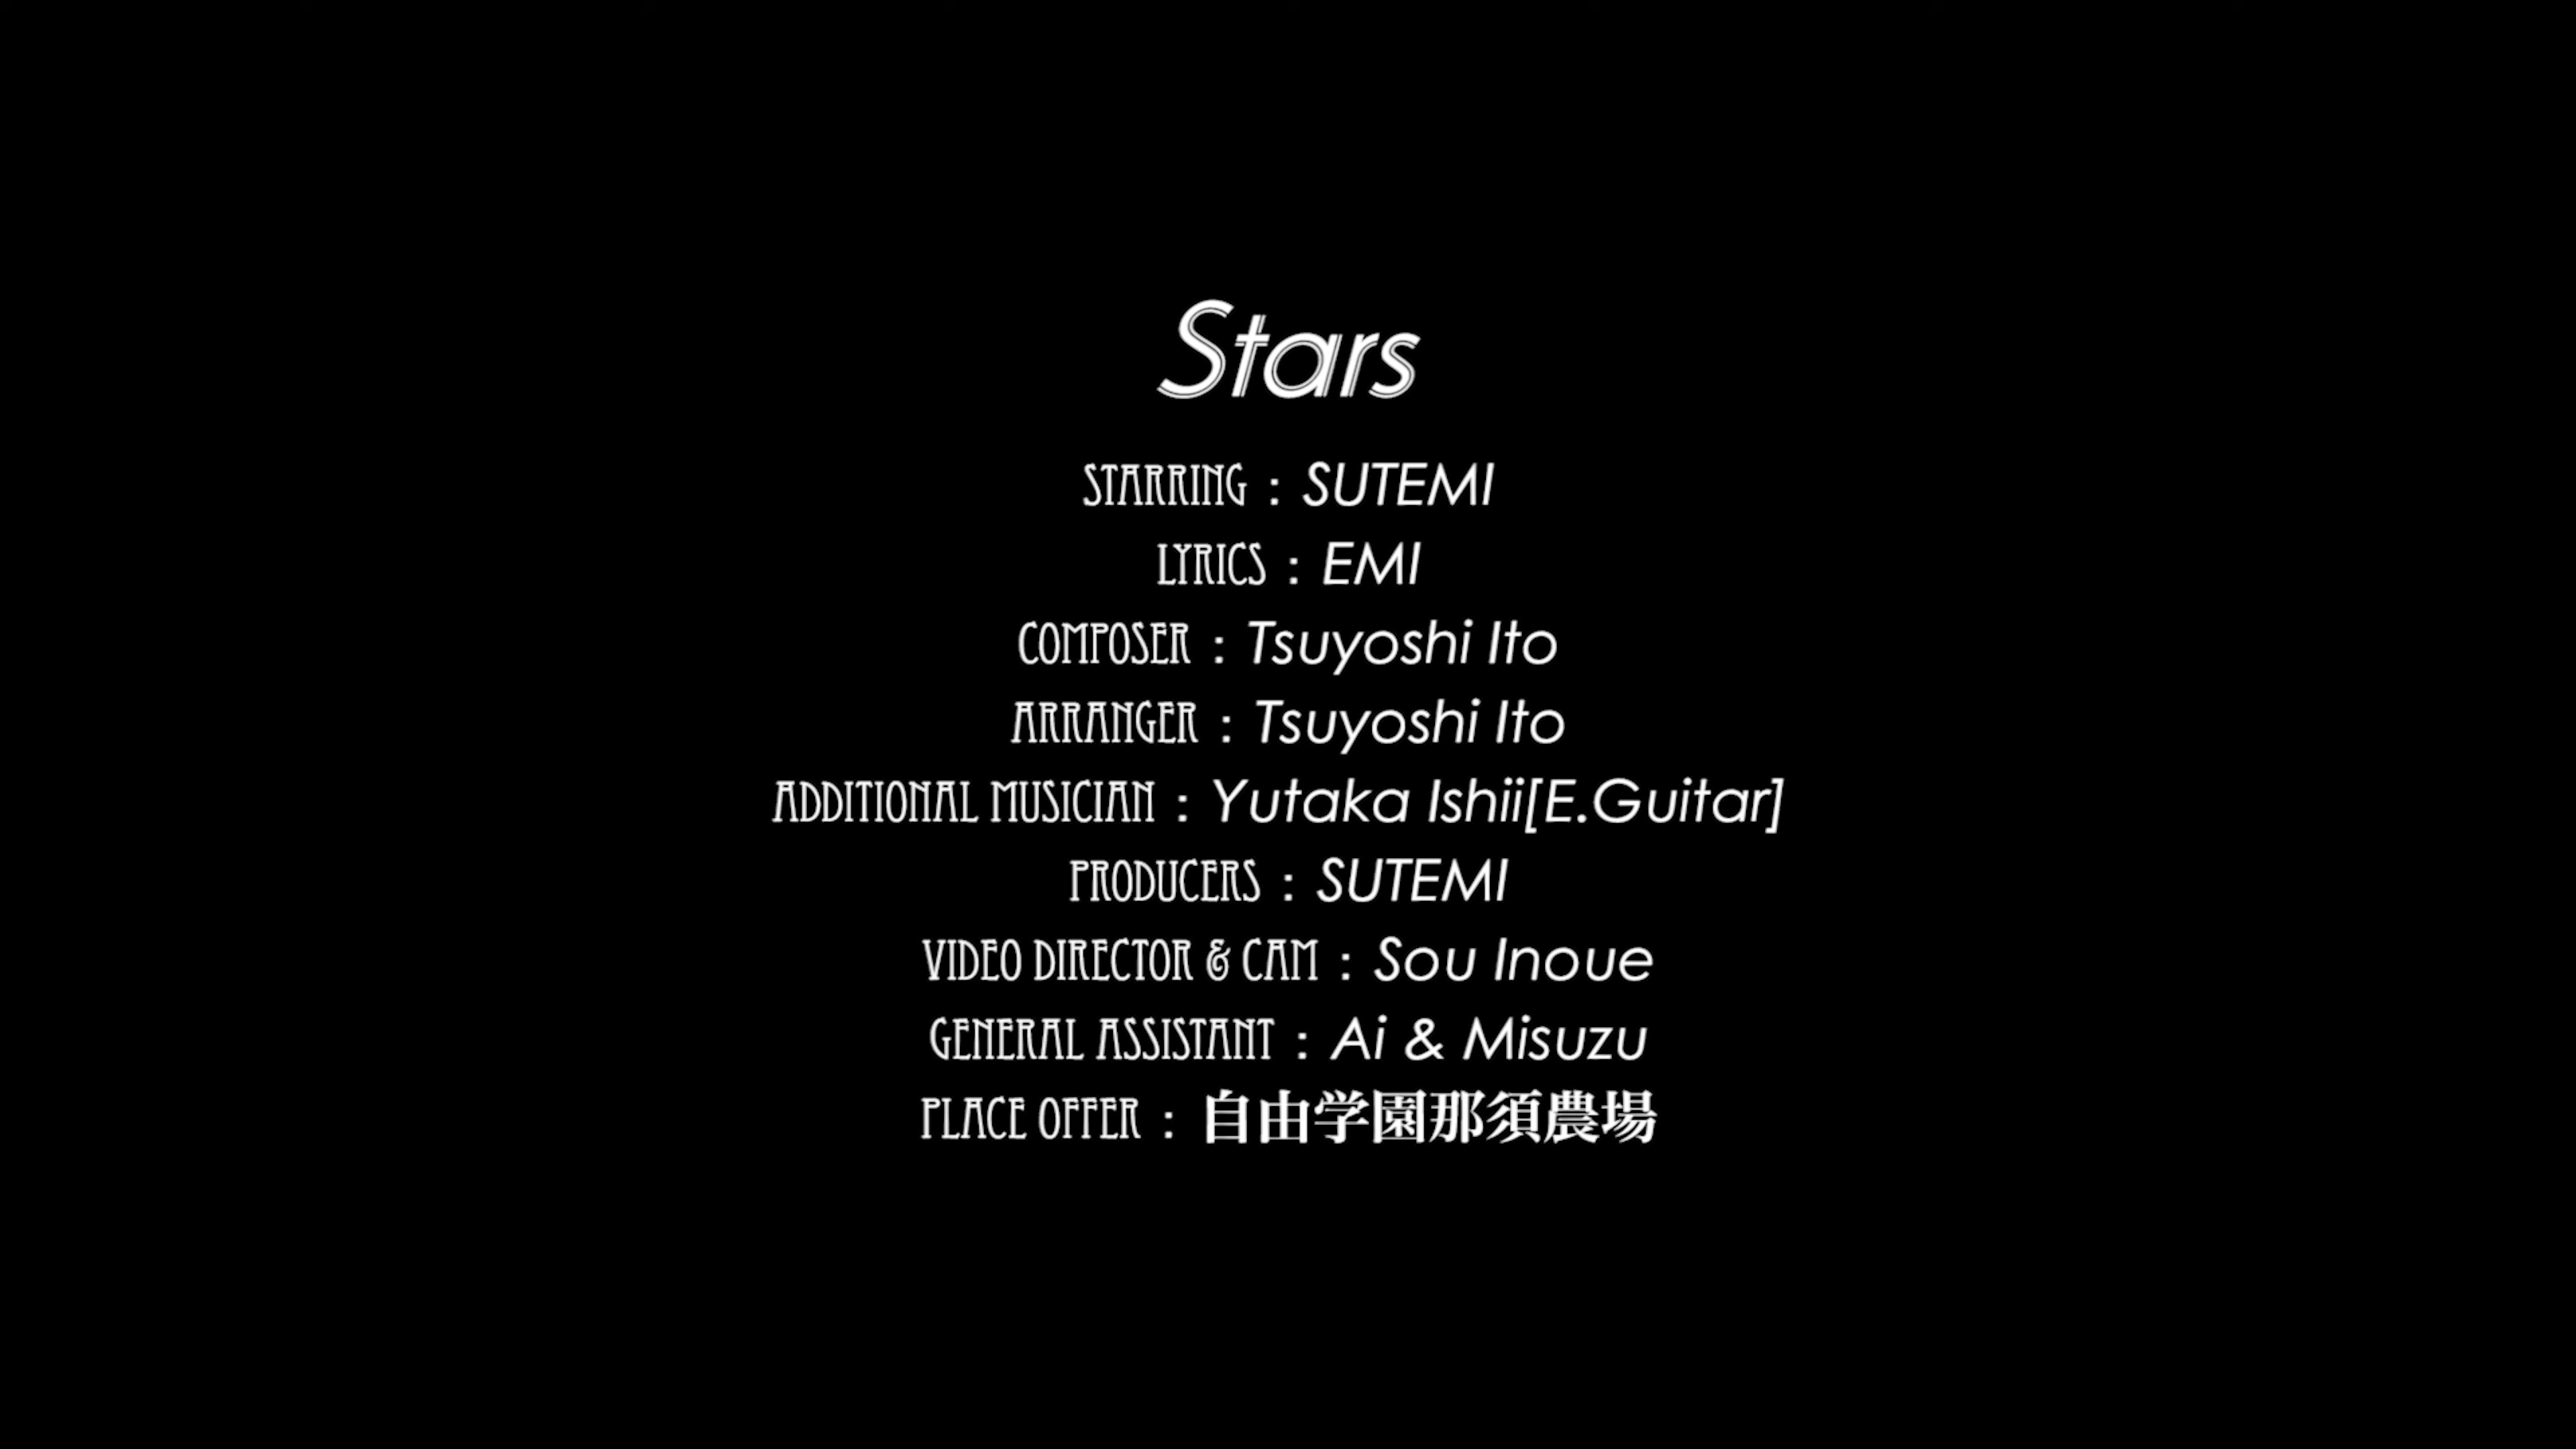 Stars
STARRING : SUTEMI
LYRICS : EMI
COMPOSER : Tsuyoshi Ito
ARRANGER : Tsuyoshi Ito
ADDITIONAL MUSICIAN : Yutaka Ishii[E.Guitar]
PRODUCERS : SUTEMI
VIDEO DIRECTOR & CAM : Sou Inoue
GENERAL ASSISTANT : Ai & Misuzu
PLACE OFFER : 自由学園那須農場